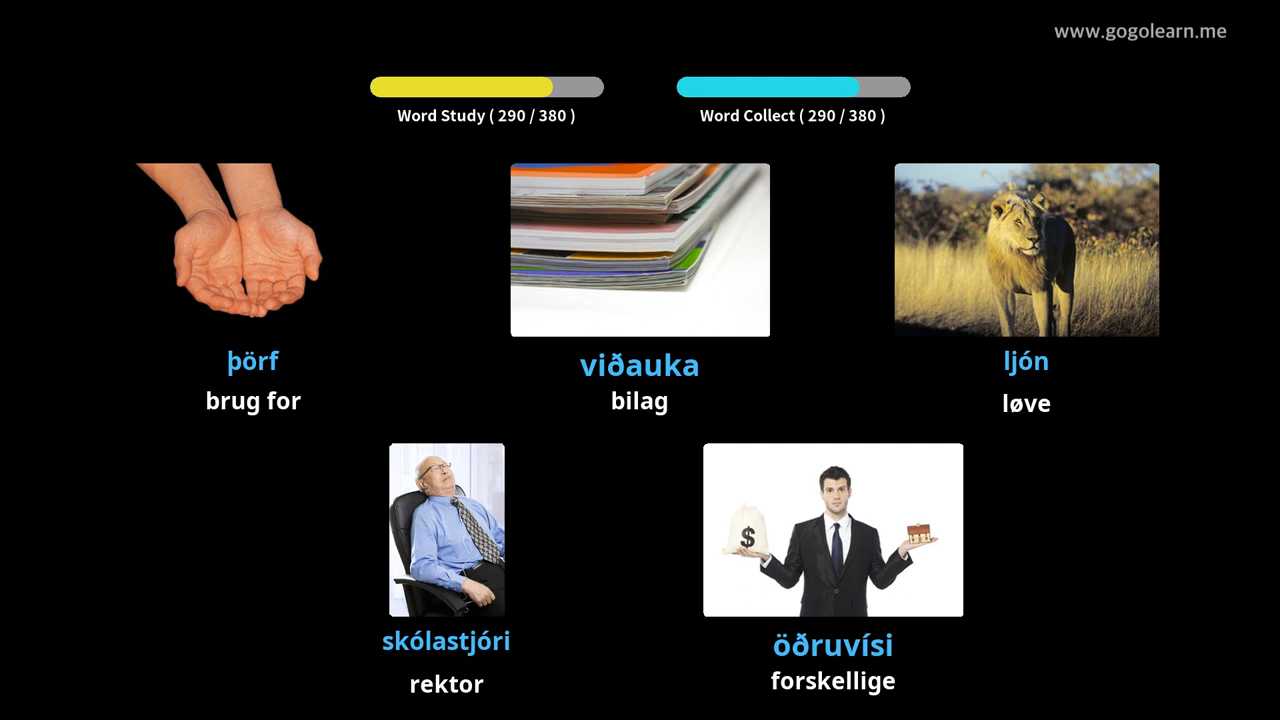 www.gogolearn.me
Word Study ( 290 / 380 )
Word Collect ( 290 / 380 )
þörf
brug for
viðauka
bilag
ljón
løve
$
skólastjóri
rektor
öðruvísi
forskellige